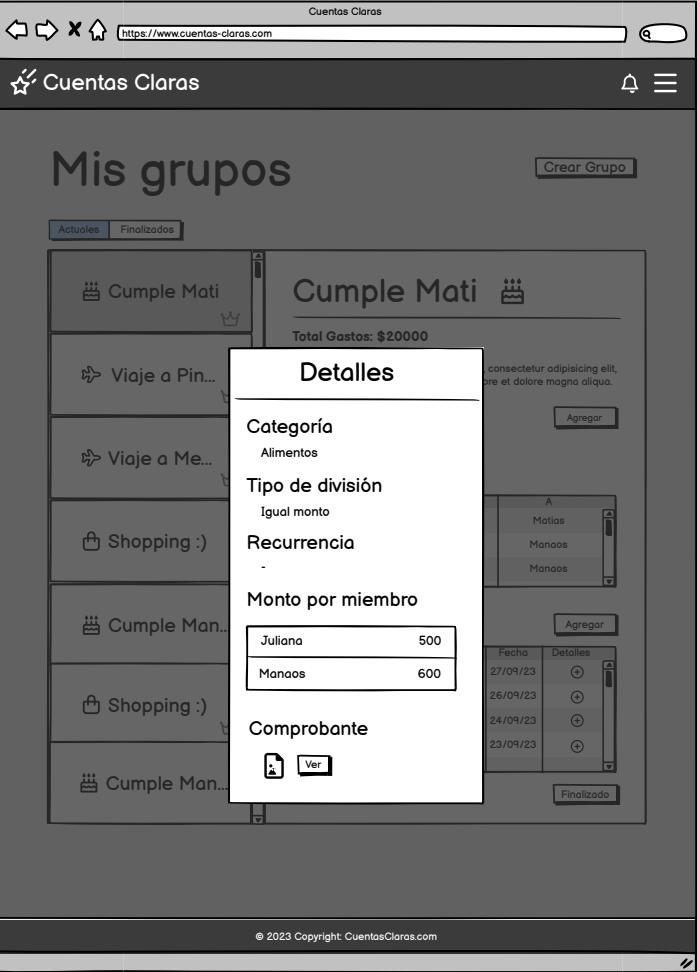 Cuentas Claras
https://www.cuentas-claras.com
Cuentas Claras
Mis grupos
Crear Grupo
Actuales
Finalizados
Cumple Mati
Viaje a Pin...
Viaje a Me...
Shopping :)
Cumple Man...
Shopping :)
Cumple Man...
Cumple Mati
Total Gastos: $20000
, consectetur adipisicing elit,
ore et dolore magna aliqua.
Agregar
A
Matias
Manaos
Manaos
Agregar
Fecha Detalles
27/09/23
26/09/23
24/09/23
23/09/23
Finalizado
Detalles
Categoría
Alimentos
Tipo de división
Igual monto
Recurrencia
-
Monto por miembro
Juliana 500
Manaos 600
Comprobante
Ver
© 2023 Copyright: CuentasClaras.com